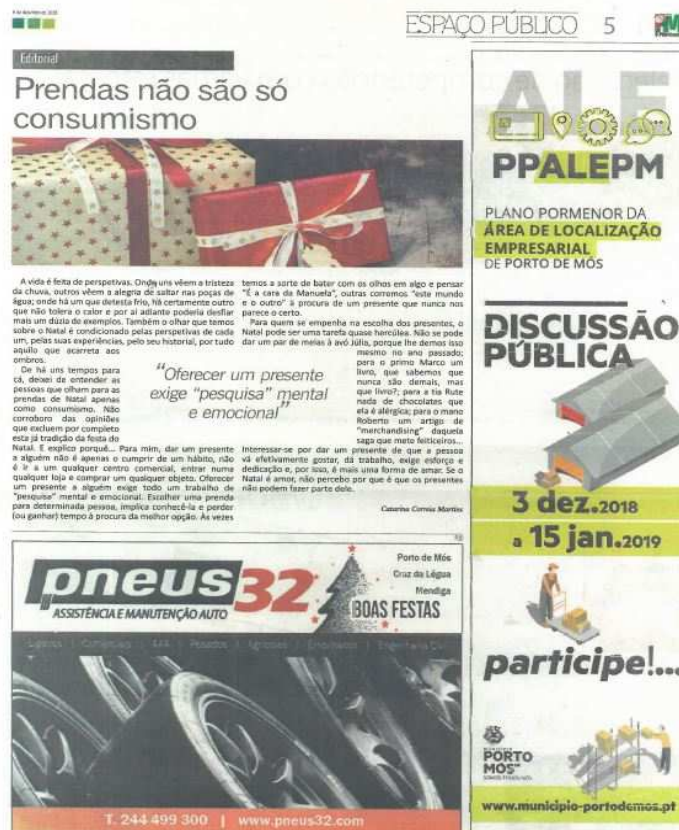 ESPAÇO PÚBLICO 5
Editorial
Prendas não são só
consumismo
A vida é feita de perspetivas. Onde uns vêem a tristeza
da chuva, outros vêem a alegria de saltar nas poças de
água; onde há um que detesta frio, há certamente outro
que não tolera o calor e por aí adiante poderia desfiar
mais um dúzia de exemplos. Também o olhar que temos
sobre o Natal é condicionado pelas perspetivas de cada
um, pelas suas experiências, pelo seu historial, por tudo
aquilo que acarreta aos
ombros.
De há uns tempos para
cá, deixei de entender as
pessoas que olham para as
prendas de Natal apenas
como consumismo. Não
corroboro das opiniões
que excluem por completo
esta já tradição da festa do
Natal. E explico porquê... Para mim, dar um presente
a alguém não é apenas o cumprir de um hábito, não
é ir a um qualquer centro comercial, entrar numa
qualquer loja e comprar um qualquer objeto. Oferecer
um presente a alguém exige todo um trabalho de
"pesquisa" mental e emocional. Escolher uma prenda
para determinada pessoa, implica conhecê-la e perder
(ou ganhar) tempo à procura da melhor opção. Às vezes
"Oferecer um presente
exige "pesquisa" mental
e emocional"
temos a sorte de bater com os olhos em algo e pensar
"É a cara da Manuela", outras corremos "este mundo
e o outro" à procura de um presente que nunca nos
parece o certo.
Para quem se empenha na escolha dos presentes, o
Natal pode ser uma tarefa quase hercúlea. Não se pode
dar um par de meias à avó Júlia, porque lhe demos isso
mesmo no ano passado;
para o primo Marco um
livro, que sabemos que
nunca são demais, mas
que livro?; para a tia Rute
nada de chocolates que
ela é alérgica; para o mano
Roberto um artigo de
"merchandising" daquela
saga que mete feiticeiros...
Interessar-se por dar um presente de que a pessoa
vá efetivamente gostar, dá trabalho, exige esforço e
dedicação e, por isso, é mais uma forma de amar. Se o
Natal é amor, não percebo por que é que os presentes
não podem fazer parte dele.
Catarina Correia Martins
pneus32
ASSISTÊNCIA E MANUTENÇÃO AUTO
Porto de Mós
Cruz da Légua
Mendiga
BOAS FESTAS
Ligeiros | Comerciais | 4X4 | Pesados | Agrícolas | Empilhador | Engenharia Civil
T. 244 499 300 | www.pneus32.com
ALE
PPALEPM
PLANO PORMENOR DA
ÁREA DE LOCALIZAÇÃO
EMPRESARIAL
DE PORTO DE MÓS
DISCUSSÃO
PÚBLICA
3 dez.2018
a 15 jan.2019
participe!...
MUNICÍPIO
PORTO
MÓS
www.municipio-portodemos.pt